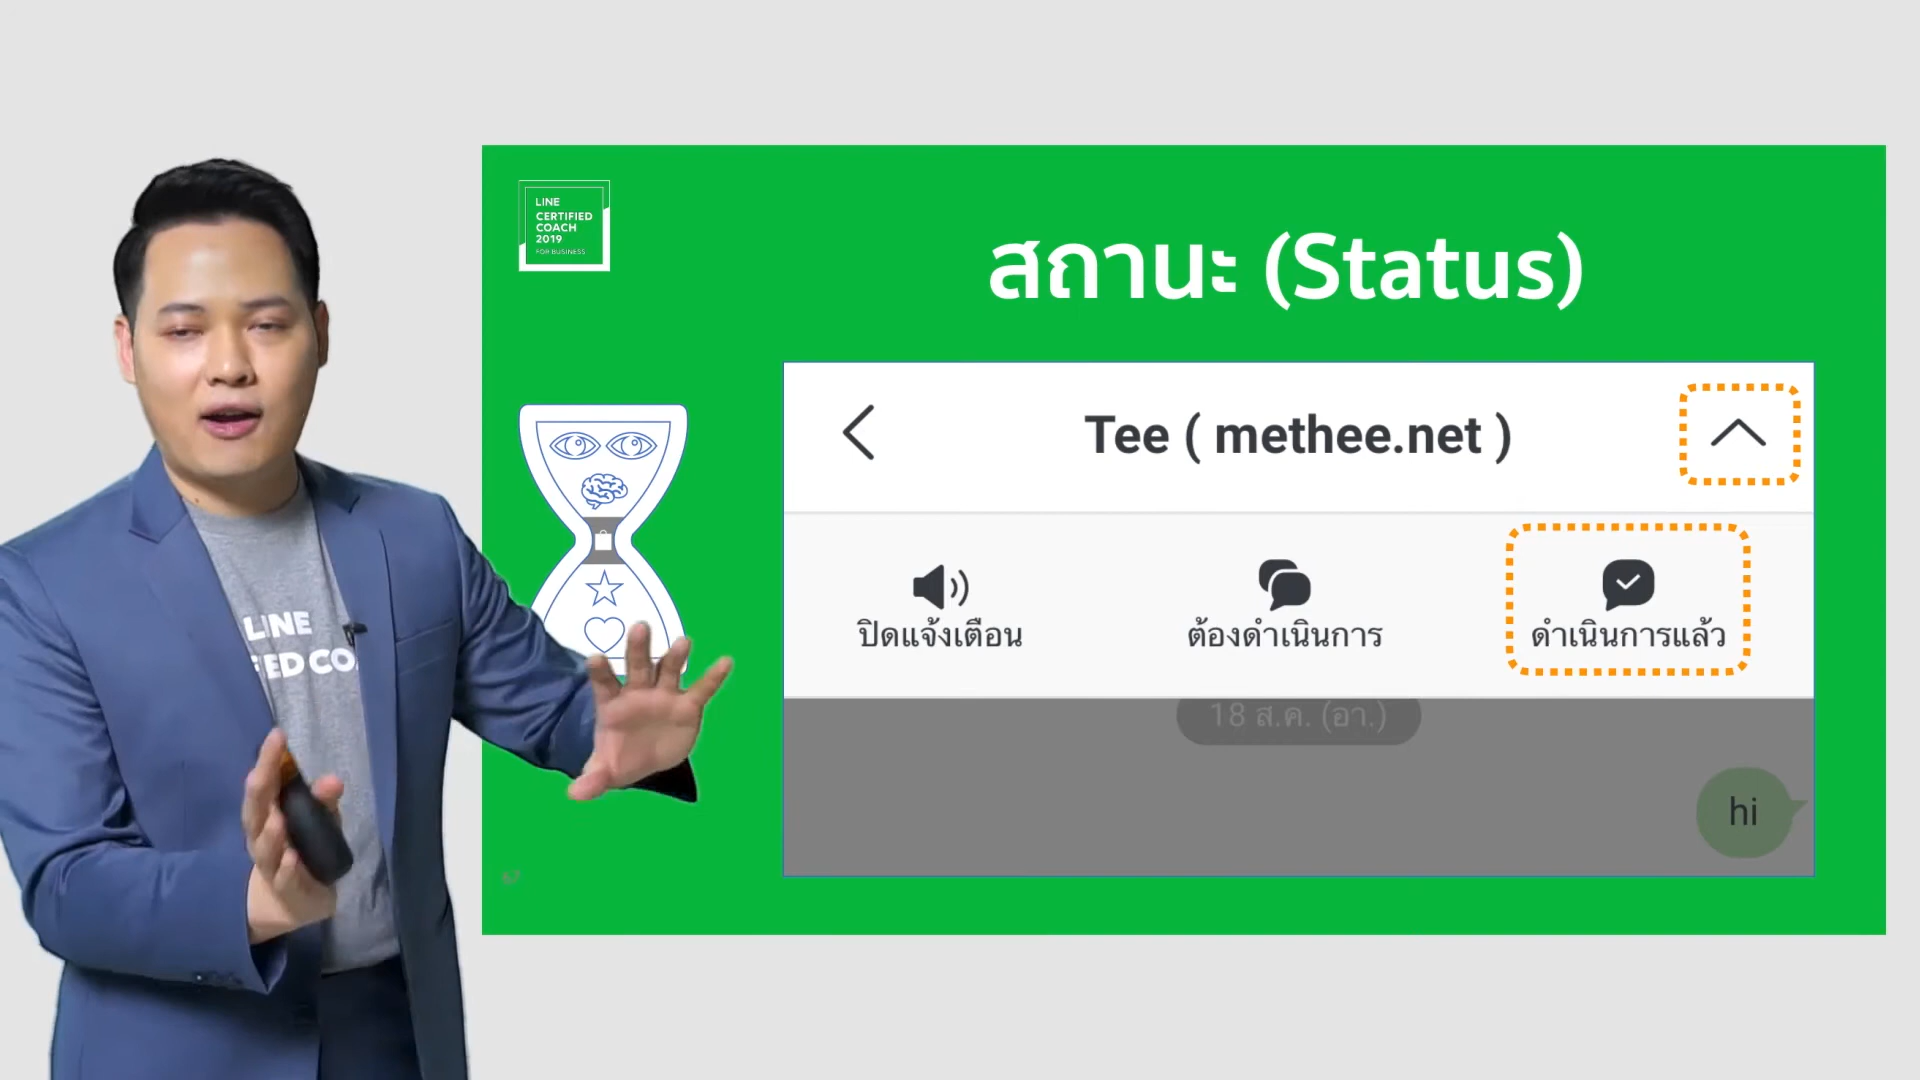 LINE
CERTIFIED
COACH
2019
FOR BUSINESS
สถานะ (Status)
Tee ( methee.net )
ปิดแจ้งเตือน
ต้องดำเนินการ
ดำเนินการแล้ว
18 ส.ค. (อา.)
hi
LINE